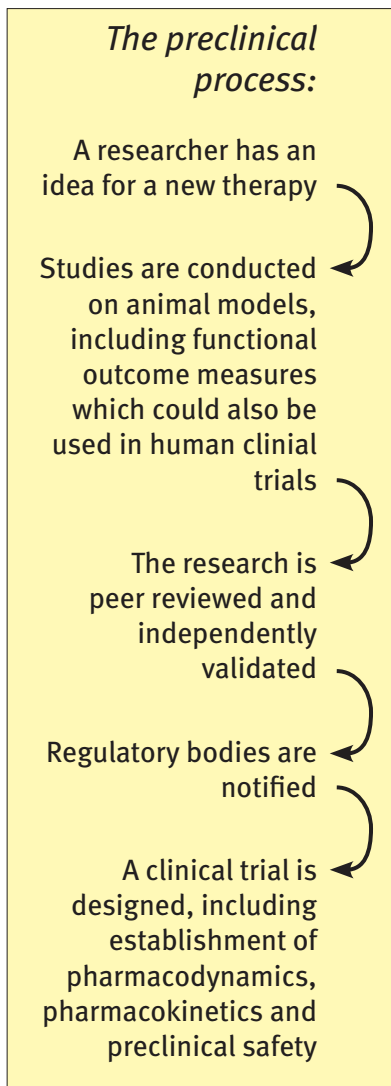 The preclinical
process:
A researcher has an
idea for a new therapy
Studies are conducted
on animal models,
including functional
outcome measures
which could also be
used in human clinial
trials
The research is
peer reviewed and
independently
validated
Regulatory bodies are
notified
A clinical trial is
designed, including
establishment of
pharmacodynamics,
pharmacokinetics and
preclinical safety